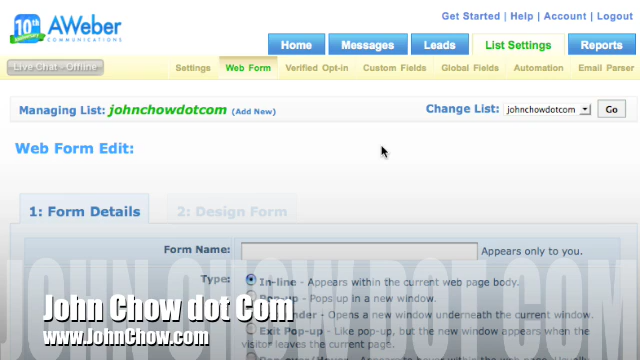 10th
Anniversary
AWeber
COMMUNICATIONS
Get Started | Help | Account | Logout
Home
Messages
Leads
List Settings
Reports
Live Chat - Offline
Settings
Web Form
Verified Opt-in
Custom Fields
Global Fields
Automation
Email Parser
Managing List: johnchowdotcom (Add New)
Change List: johnchowdotcom Go
Web Form Edit:
1: Form Details
2: Design Form
Form Name: Appears only to you.
Type: In-line - Appears within the current web page body.
Pop-up - Pops up in a new window.
- Opens a new window underneath the current window.
Exit Pop-up - Like pop-up, but the new window appears when the
visitor leaves the current page.
JOHN CHOW DOT COM
John Chow dot Com
www.JohnChow.com